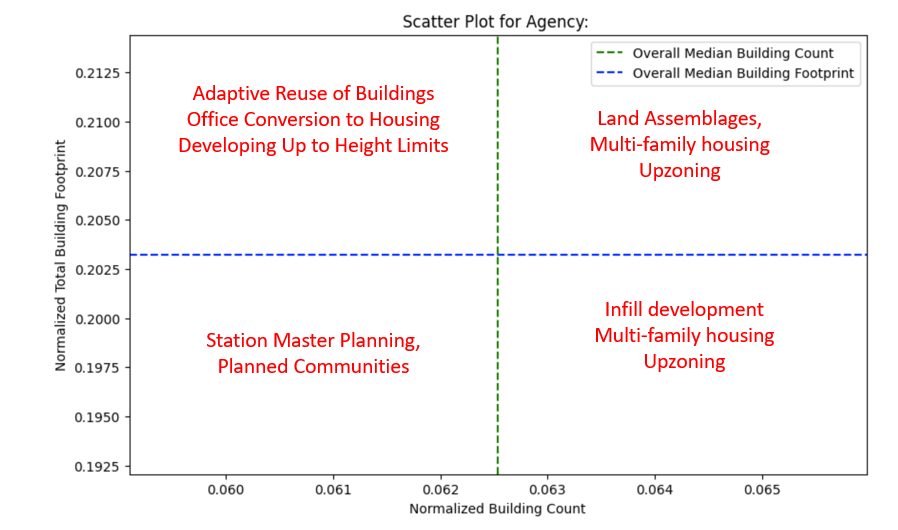 Scatter Plot for Agency:
Overall Median Building Count
Overall Median Building Footprint
Adaptive Reuse of Buildings
Office Conversion to Housing
Developing Up to Height Limits
Land Assemblages,
Multi-family housing
Upzoning
Station Master Planning,
Planned Communities
Infill development
Multi-family housing
Upzoning
Normalized Total Building Footprint
0.2125
0.2100
0.2075
0.2050
0.2025
0.2000
0.1975
0.1950
0.1925
0.060
0.061
0.062
0.063
0.064
0.065
Normalized Building Count